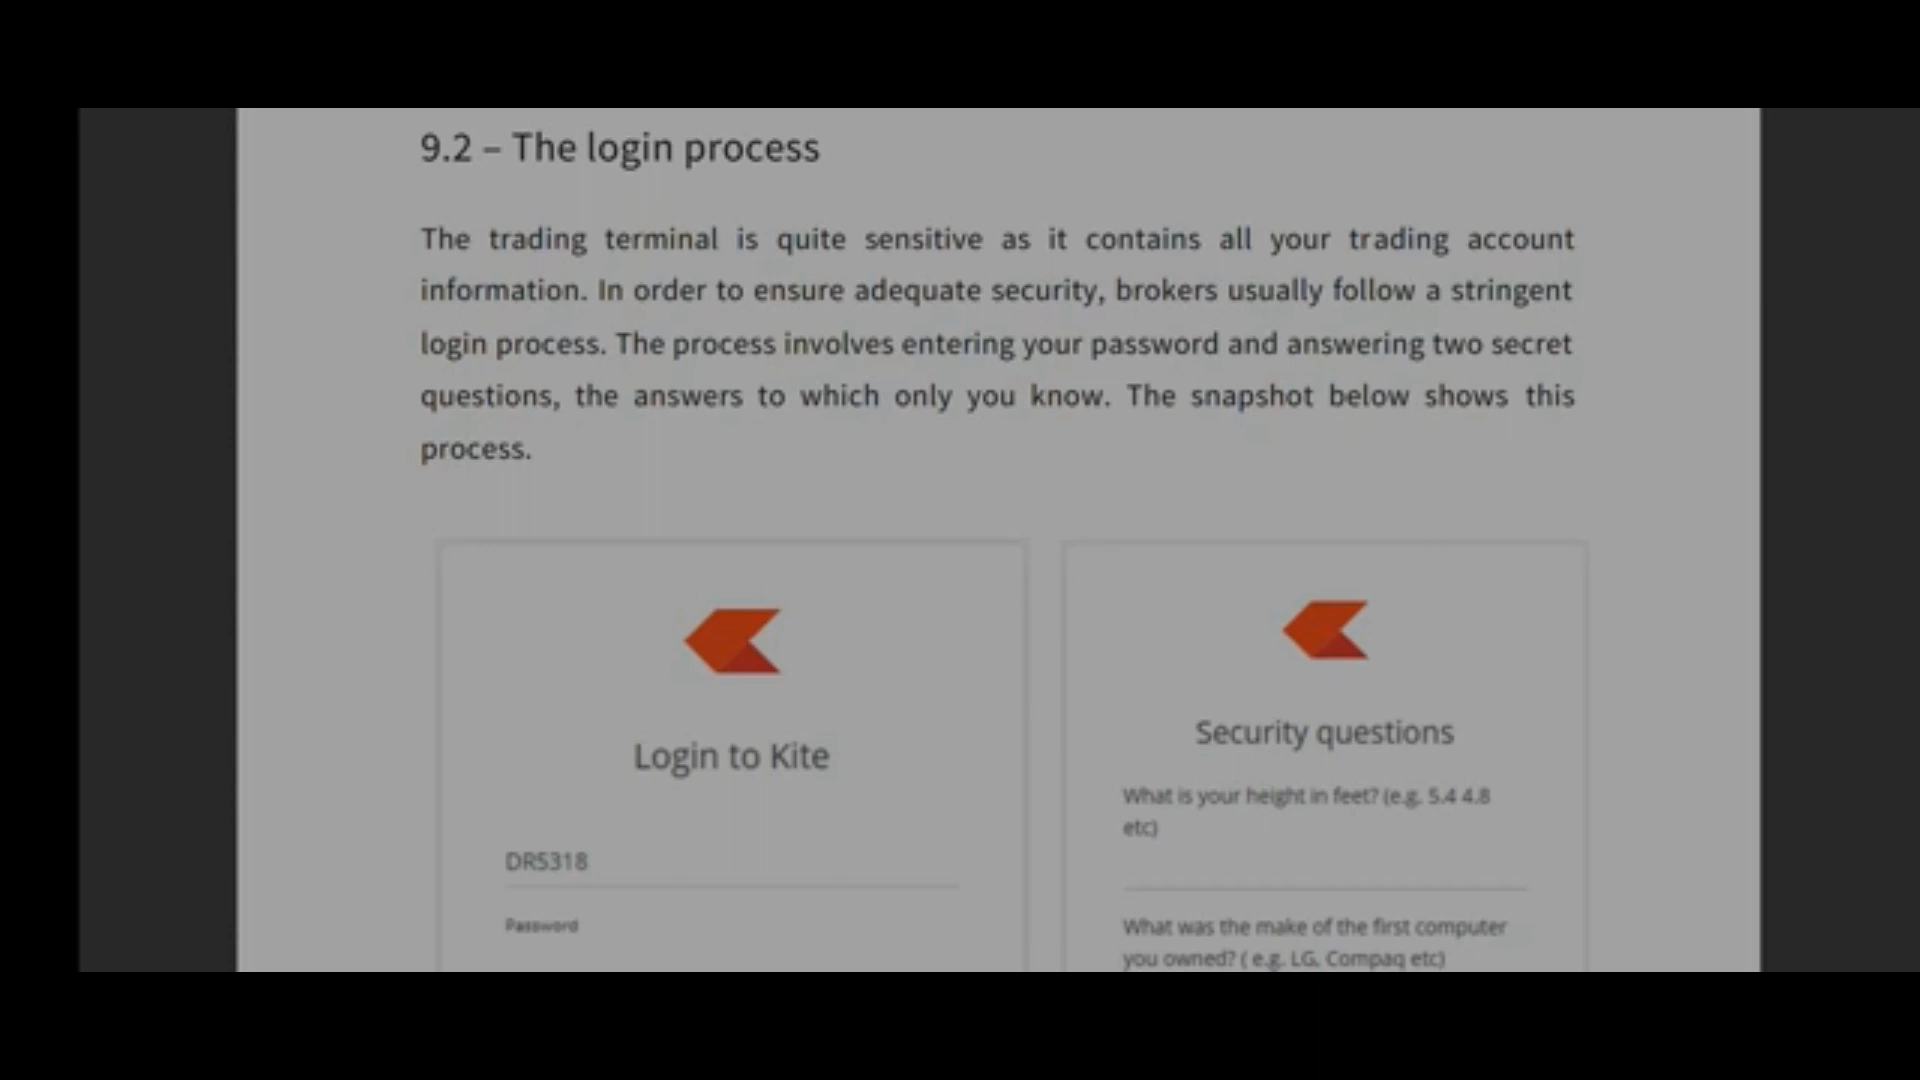 9.2 – The login process
The trading terminal is quite sensitive as it contains all your trading account
information. In order to ensure adequate security, brokers usually follow a stringent
login process. The process involves entering your password and answering two secret
questions, the answers to which only you know. The snapshot below shows this
process.
Login to Kite
DR5318
Password
Security questions
What is your height in feet? (e.g. 5.4 4.8
etc)
What was the make of the first computer
you owned? ( e.g. LG, Compaq etc)